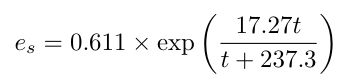 e_s = 0.611 × exp ( 17.27t / t + 237.3 )